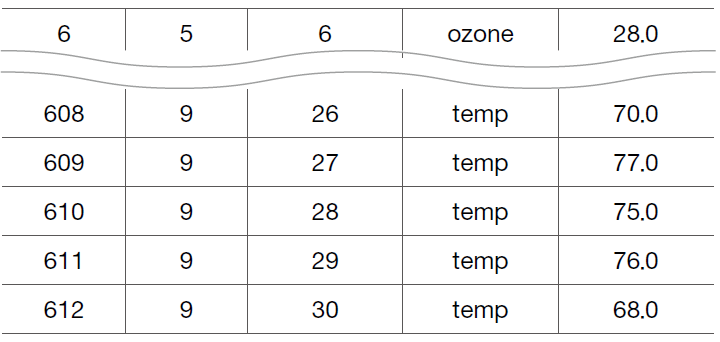 6 5 6 ozone 28.0
608 9 26 temp 70.0
609 9 27 temp 77.0
610 9 28 temp 75.0
611 9 29 temp 76.0
612 9 30 temp 68.0